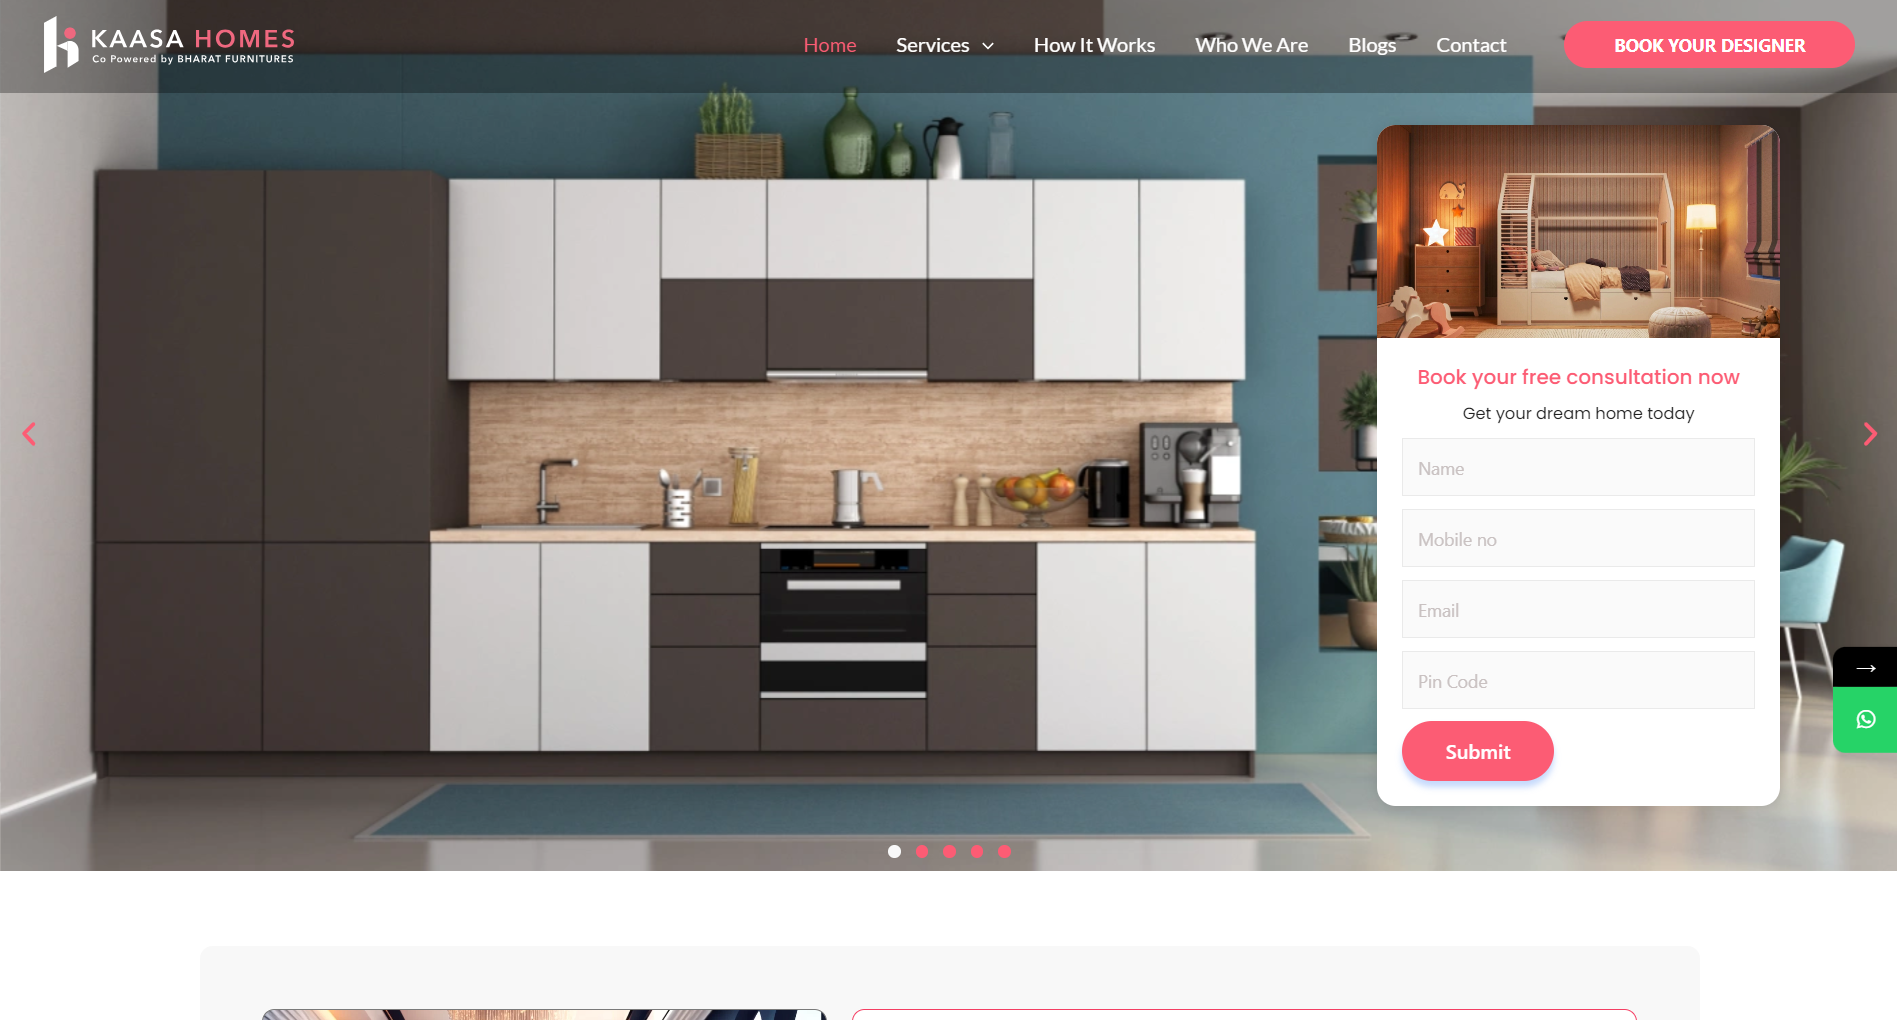 KAASA HOMES
Co Powered by BHARAT FURNITURES
Home
Services
How It Works
Who We Are
Blogs
Contact
BOOK YOUR DESIGNER
Book your free consultation now
Get your dream home today
Name
Mobile no
Email
Pin Code
Submit